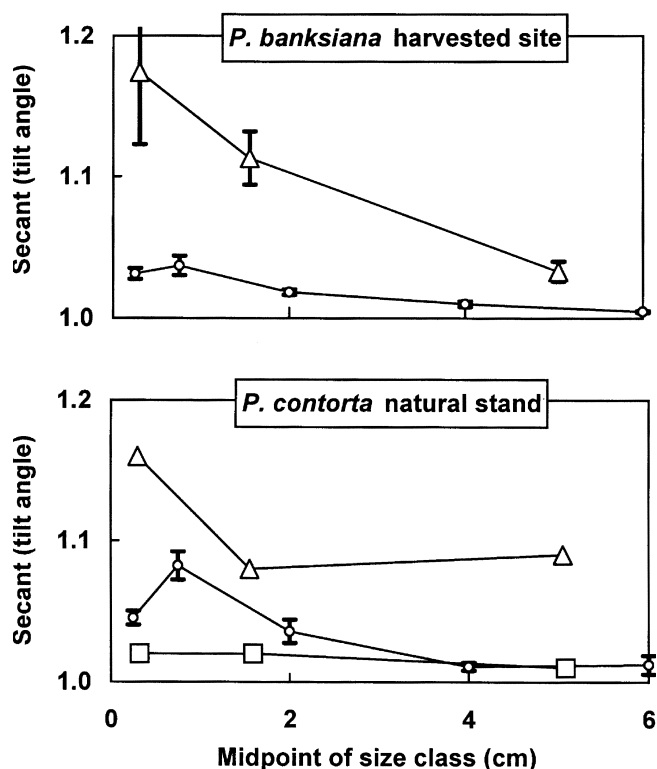 P. banksiana harvested site
1.2
1.1
1.0
Secant (tilt angle)
P. contorta natural stand
1.2
1.1
1.0
Secant (tilt angle)
0 2 4 6
Midpoint of size class (cm)